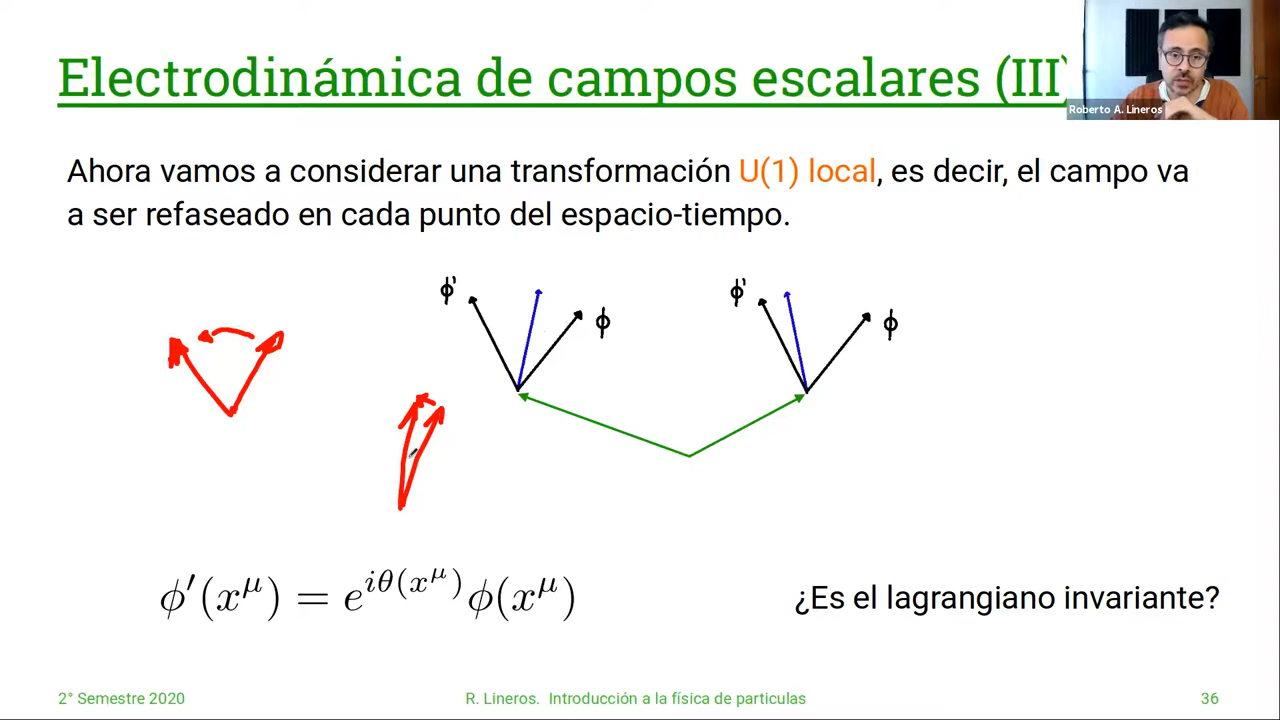 Electrodinámica de campos escalares (III)
Roberto A. Lineros
Ahora vamos a considerar una transformación U(1) local, es decir, el campo va
a ser refaseado en cada punto del espacio-tiempo.
ϕ' ϕ ϕ' ϕ
ϕ′(x^μ) = e^{iθ(x^μ)}ϕ(x^μ)
¿Es el lagrangiano invariante?
2° Semestre 2020
R. Lineros. Introducción a la física de particulas
36